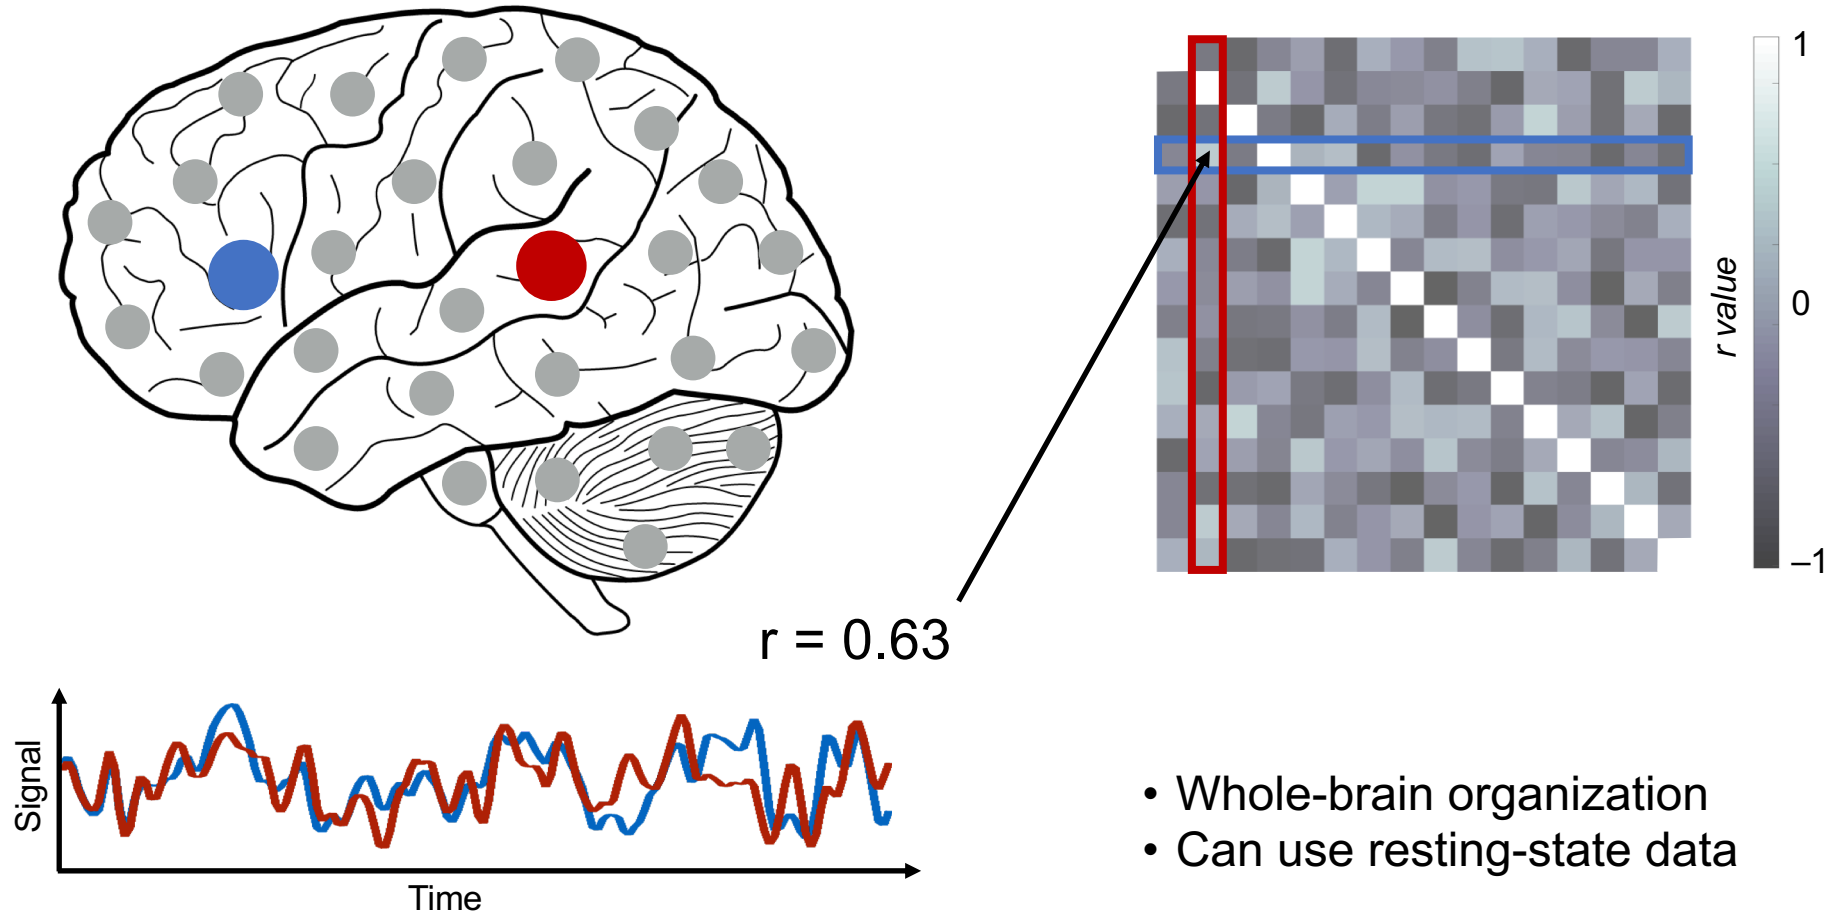 1
r value
0
–1
r = 0.63
Signal
Time
• Whole-brain organization
• Can use resting-state data